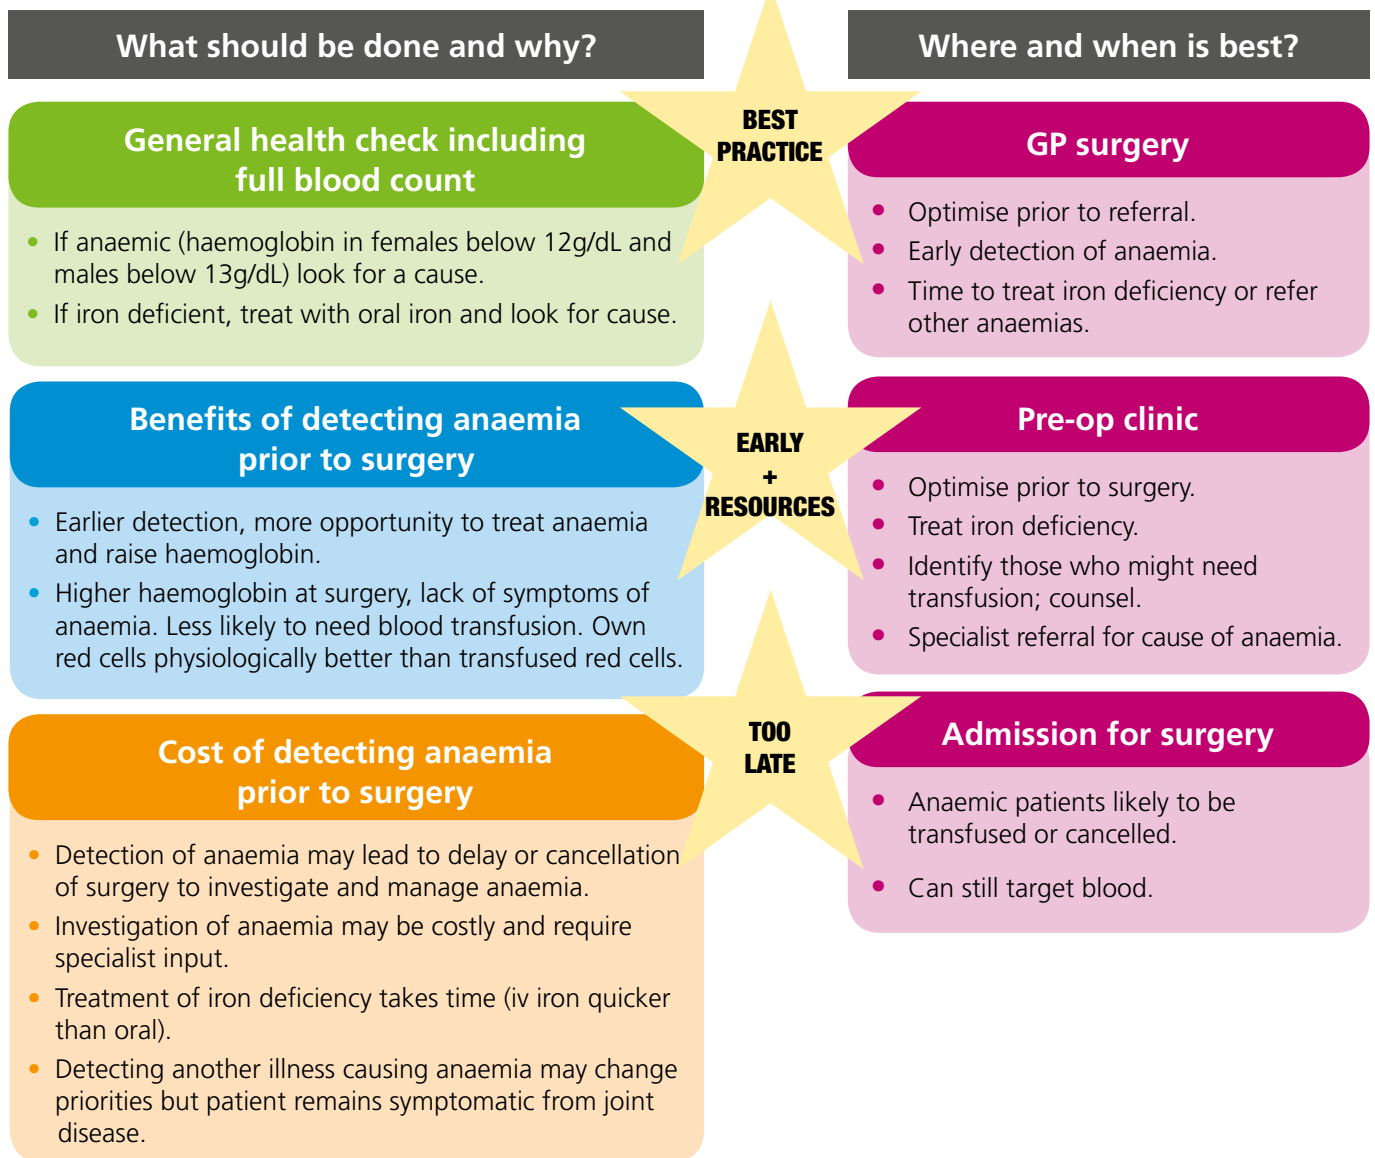 What should be done and why?
Where and when is best?
General health check including
full blood count
• If anaemic (haemoglobin in females below 12g/dL and
males below 13g/dL) look for a cause.
• If iron deficient, treat with oral iron and look for cause.
BEST
PRACTICE
GP surgery
• Optimise prior to referral.
• Early detection of anaemia.
• Time to treat iron deficiency or refer
other anaemias.
Benefits of detecting anaemia
prior to surgery
• Earlier detection, more opportunity to treat anaemia
and raise haemoglobin.
• Higher haemoglobin at surgery, lack of symptoms of
anaemia. Less likely to need blood transfusion. Own
red cells physiologically better than transfused red cells.
EARLY
+
RESOURCES
Pre-op clinic
• Optimise prior to surgery.
• Treat iron deficiency.
• Identify those who might need
transfusion; counsel.
• Specialist referral for cause of anaemia.
Cost of detecting anaemia
prior to surgery
• Detection of anaemia may lead to delay or cancellation
of surgery to investigate and manage anaemia.
• Investigation of anaemia may be costly and require
specialist input.
• Treatment of iron deficiency takes time (iv iron quicker
than oral).
• Detecting another illness causing anaemia may change
priorities but patient remains symptomatic from joint
disease.
TOO
LATE
Admission for surgery
• Anaemic patients likely to be
transfused or cancelled.
• Can still target blood.